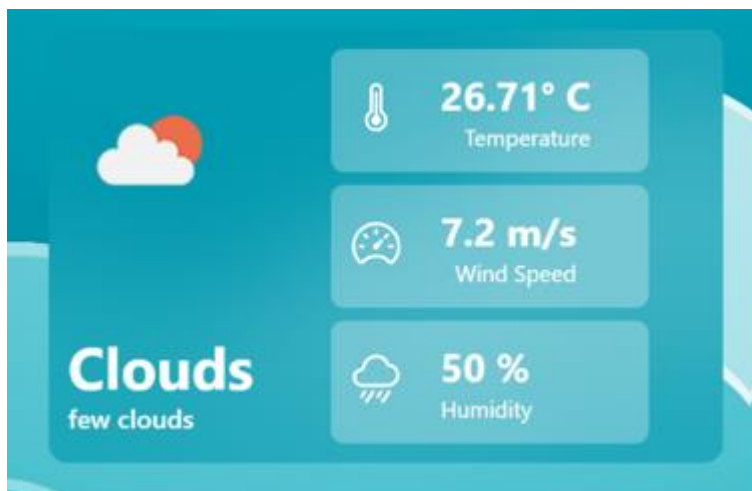 26.71° C
Temperature
7.2 m/s
Wind Speed
Clouds
few clouds
50 %
Humidity